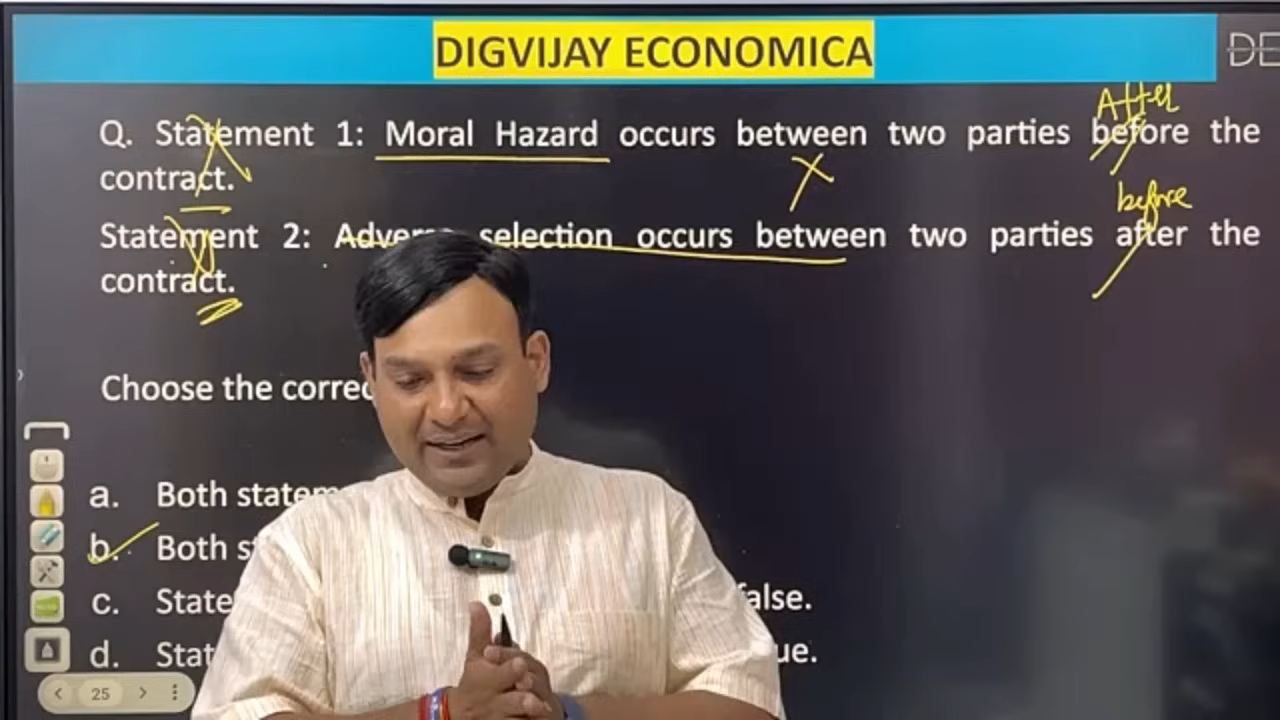 DIGVIJAY ECONOMICA
DE
After
Q. Statement 1: Moral Hazard occurs between two parties before the
contract.
before
Statement 2: Adverse selection occurs between two parties after the
contract.
Choose the correc
a. Both statem
b. Both s
c. State false.
d. Stat ue.
25